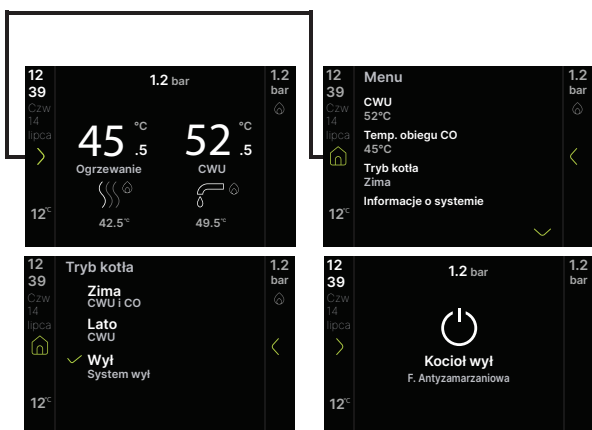 12
39
Czw
14
lipca
12°C
1.2 bar
45 °C .5
Ogrzewanie
42.5°C
52 °C .5
CWU
49.5°C
1.2
bar
12
39
Czw
14
lipca
12°C
Menu
CWU
52°C
Temp. obiegu CO
45°C
Tryb kotła
Zima
Informacje o systemie
1.2
bar
12
39
Czw
14
lipca
12°C
Tryb kotła
Zima
CWU i CO
Lato
CWU
Wył
System wył
1.2
bar
12
39
Czw
14
lipca
12°C
1.2 bar
Kocioł wył
F. Antyzamarzaniowa
1.2
bar